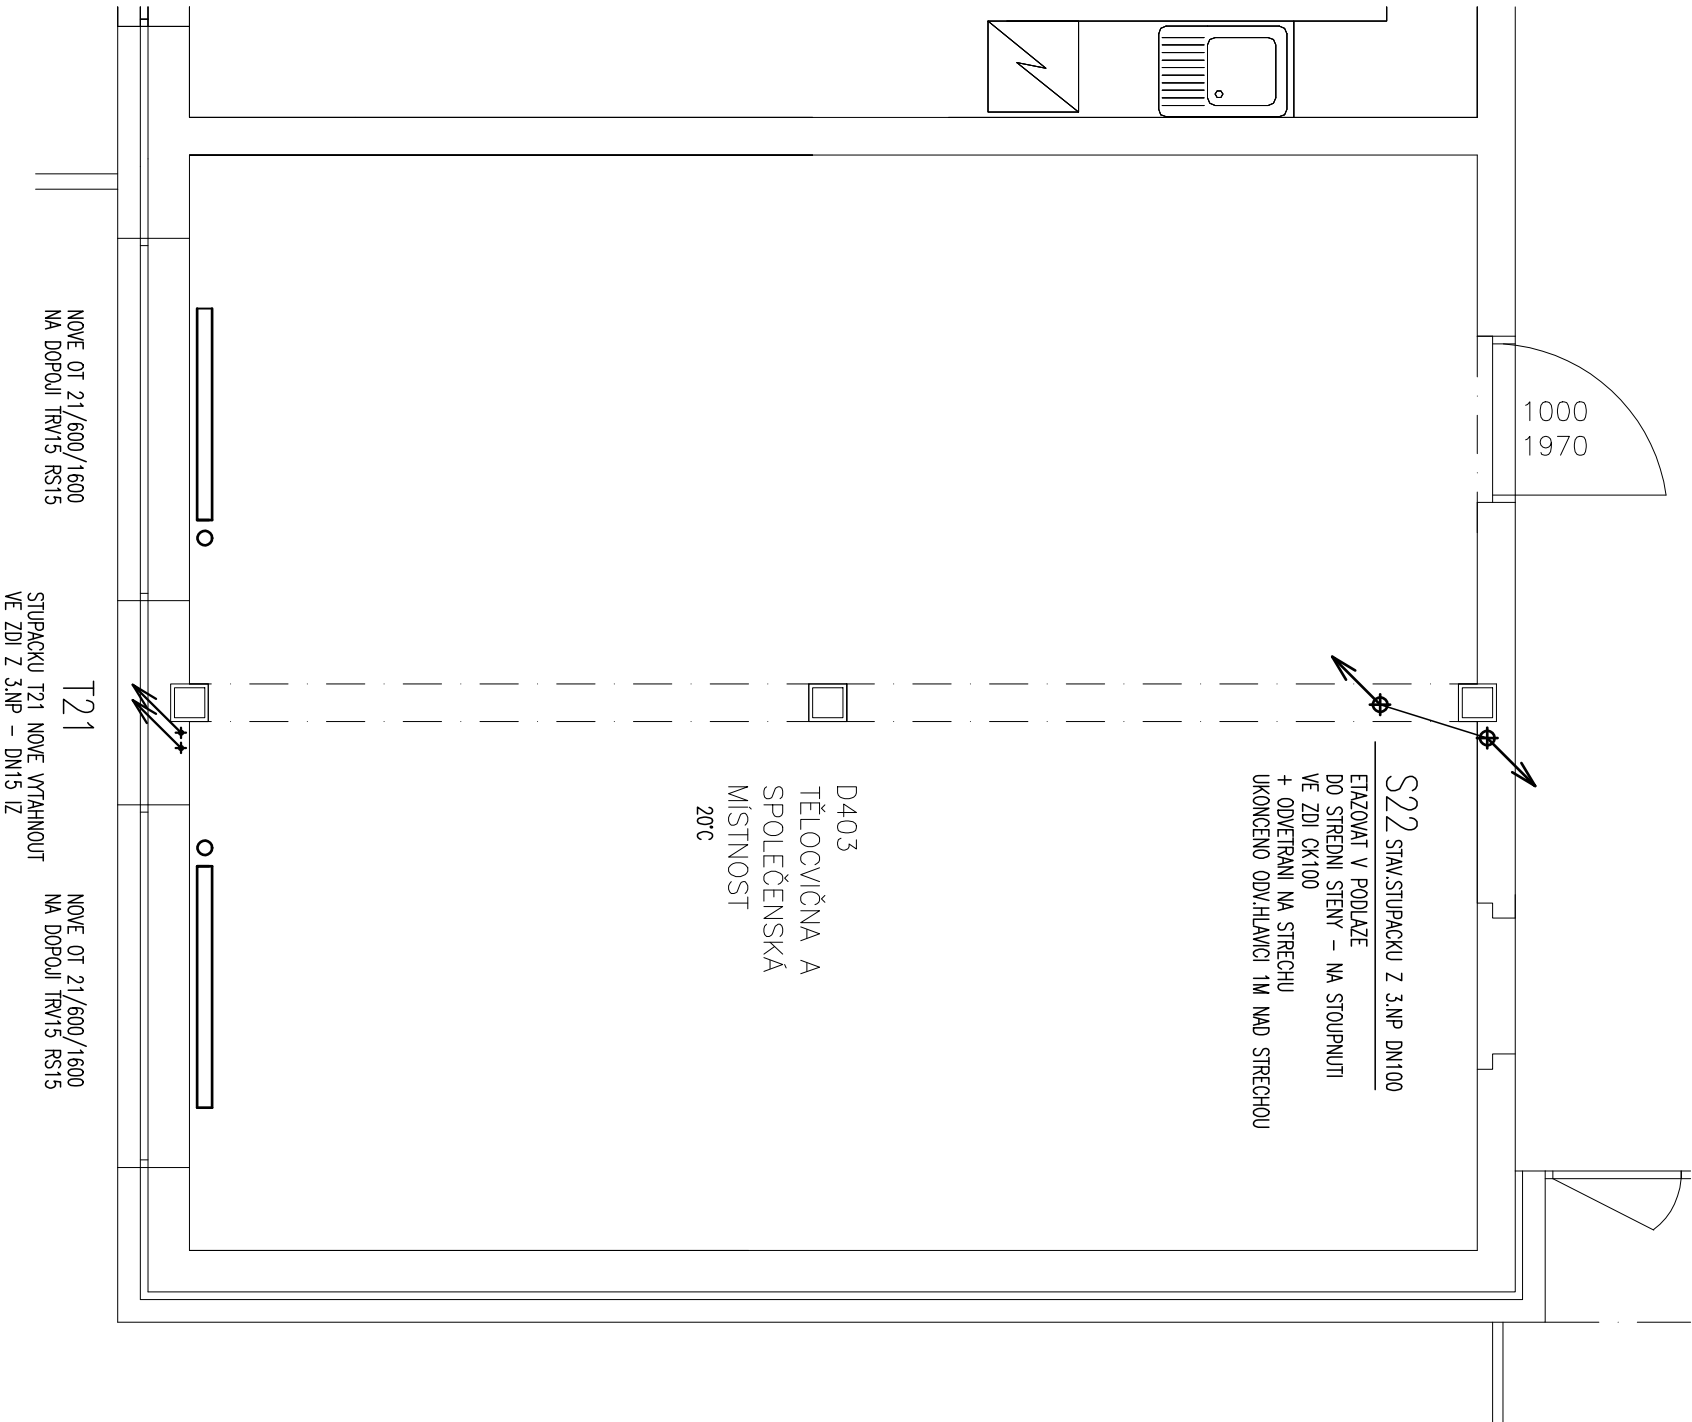 1000
1970
S22 STAV.STUPACKU Z 3.NP DN100
ETAZOVAT V PODLAZE
DO STREDNI STENY - NA STOUPNUTI
VE ZDI CK100
+ ODVETRANI NA STRECHU
UKONCENO ODV.HLAVICI 1M NAD STRECHOU
D403
TĚLOCVIČNA A
SPOLEČENSKÁ
MÍSTNOST
20°C
NOVE OT 21/600/1600
NA DOPOJI TRV15 RS15
T21
STUPACKU T21 NOVE VYTAHNOUT
VE ZDI Z 3.NP - DN15 IZ
NOVE OT 21/600/1600
NA DOPOJI TRV15 RS15